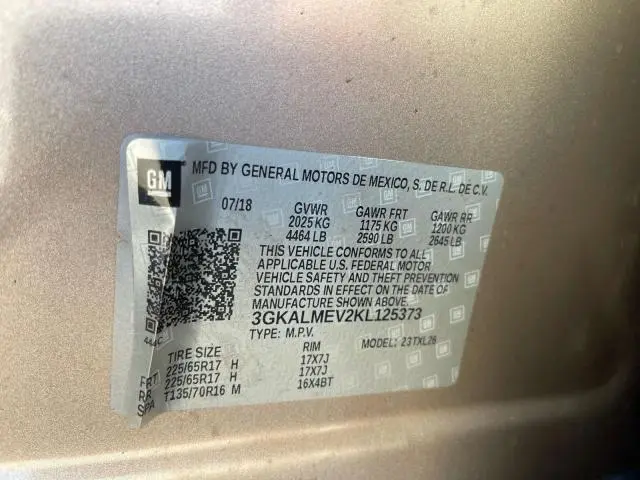 GM
MFD BY GENERAL MOTORS DE MEXICO, S. DE R.L. DE C.V.
07/18 GVWR GAWR FRT GAWR RR
2025 KG 1175 KG 1200 KG
4464 LB 2590 LB 2645 LB
THIS VEHICLE CONFORMS TO ALL
APPLICABLE U.S. FEDERAL MOTOR
VEHICLE SAFETY AND THEFT PREVENTION
STANDARDS IN EFFECT ON THE DATE OF
MANUFACTURE SHOWN ABOVE.
3GKALMEV2KL125373
TYPE: M.P.V. MODEL: 23TXL26
TIRE SIZE RIM
FRT 225/65R17 H 17X7J
RR 225/65R17 H 17X7J
SPA T135/70R16 M 16X4BT